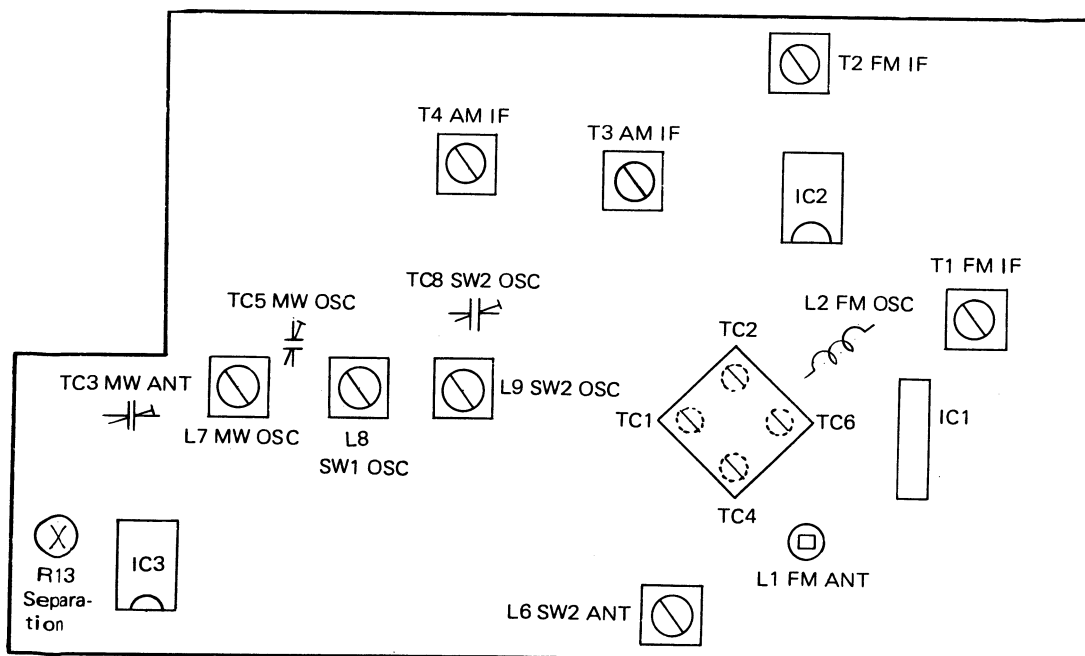 T2 FM IF
T4 AM IF
T3 AM IF
IC2
T1 FM IF
TC8 SW2 OSC
TC5 MW OSC
L2 FM OSC
TC2
TC3 MW ANT
L9 SW2 OSC
TC1
TC6
IC1
L7 MW OSC
L8
SW1 OSC
TC4
IC3
R13
Separa-
tion
L1 FM ANT
L6 SW2 ANT